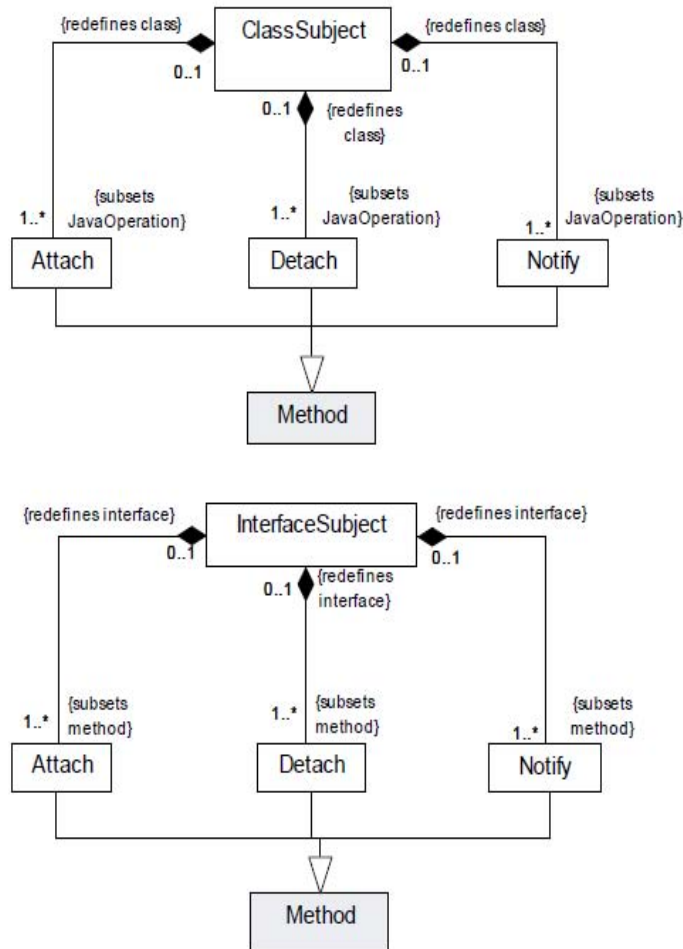 {redefines class}
ClassSubject
{redefines class}
0..1
0..1
0..1
{redefines
class}
{subsets
JavaOperation}
1..*
{subsets
JavaOperation}
1..*
{subsets
JavaOperation}
1..*
Attach
Detach
Notify
Method
{redefines interface}
InterfaceSubject
{redefines interface}
0..1
0..1
0..1
{redefines
interface}
{subsets
method}
1..*
{subsets
method}
1..*
{subsets
method}
1..*
Attach
Detach
Notify
Method